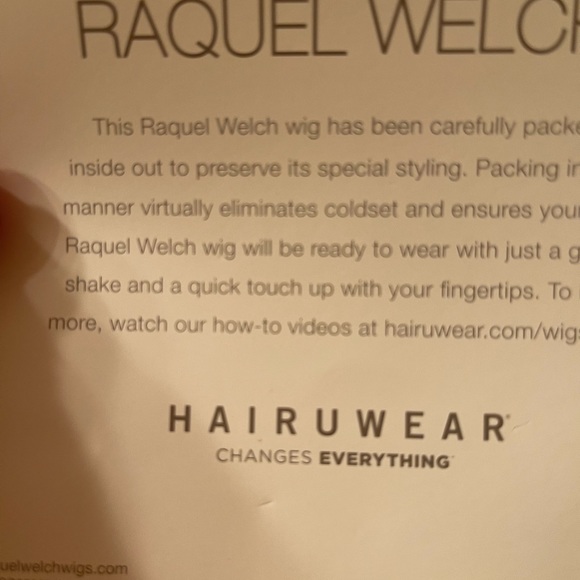 RAQUEL WELCH
This Raquel Welch wig has been carefully packe
inside out to preserve its special styling. Packing in
manner virtually eliminates coldset and ensures your
Raquel Welch wig will be ready to wear with just a g
shake and a quick touch up with your fingertips. To
more, watch our how-to videos at hairuwear.com/wigs
HAIRUWEAR®
CHANGES EVERYTHING
uelwelchwigs.com